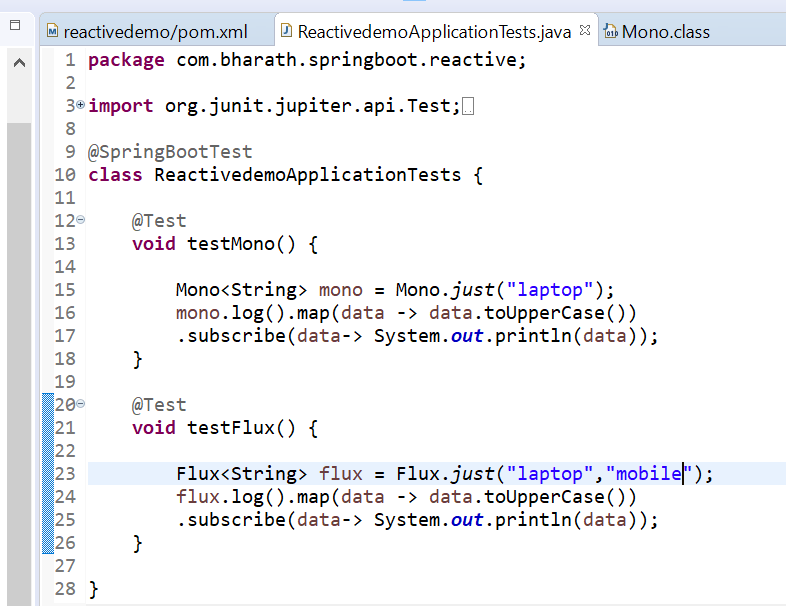 reactivedemo/pom.xml ReactivedemoApplicationTests.java Mono.class
1 package com.bharath.springboot.reactive;
2
3 import org.junit.jupiter.api.Test;
8
9 @SpringBootTest
10 class ReactivedemoApplicationTests {
11
12 @Test
13 void testMono() {
14
15 Mono<String> mono = Mono.just("laptop");
16 mono.log().map(data -> data.toUpperCase())
17 .subscribe(data-> System.out.println(data));
18 }
19
20 @Test
21 void testFlux() {
22
23 Flux<String> flux = Flux.just("laptop","mobile");
24 flux.log().map(data -> data.toUpperCase())
25 .subscribe(data-> System.out.println(data));
26 }
27
28 }